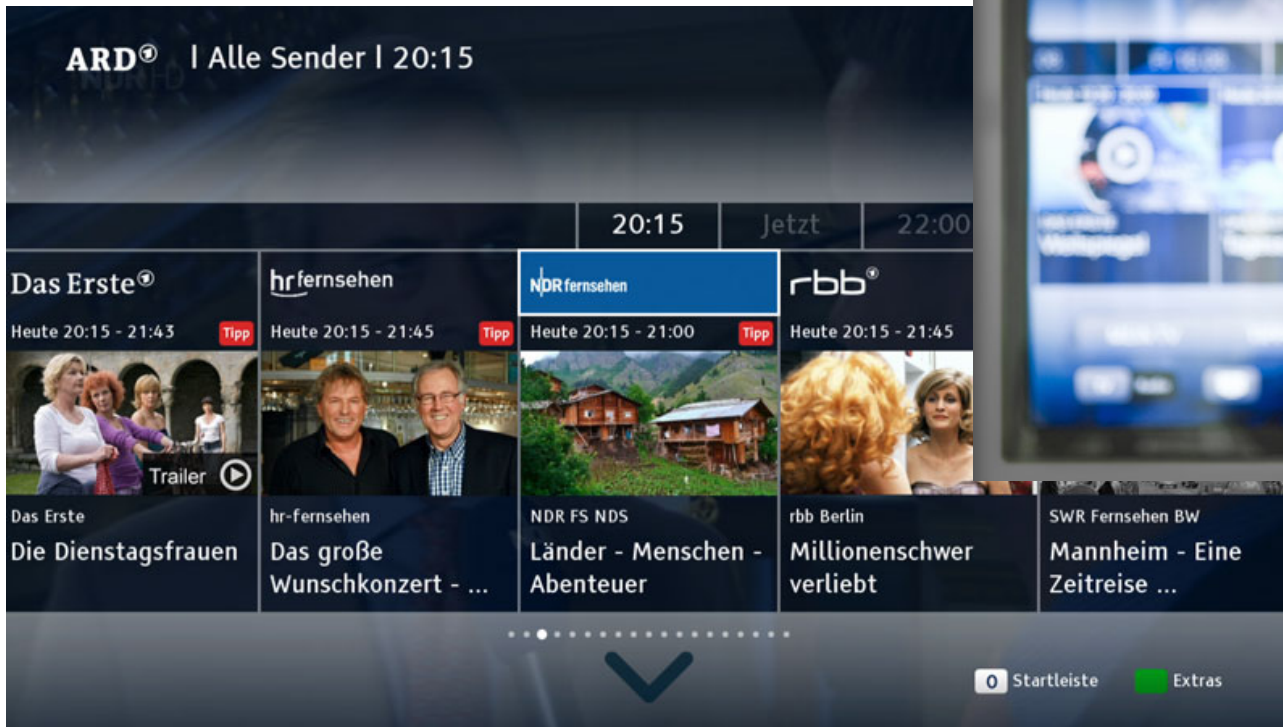 ARD | Alle Sender | 20:15
20:15 Jetzt 22:00
Das Erste
Heute 20:15 - 21:43 Tipp
Trailer
Das Erste
Die Dienstagsfrauen
hr fernsehen
Heute 20:15 - 21:45 Tipp
hr-fernsehen
Das große
Wunschkonzert - ...
NDR fernsehen
Heute 20:15 - 21:00 Tipp
NDR FS NDS
Länder - Menschen -
Abenteuer
rbb
Heute 20:15 - 21:45
rbb Berlin
Millionenschwer
verliebt
SWR Fernsehen BW
Mannheim - Eine
Zeitreise ...
0 Startleiste Extras